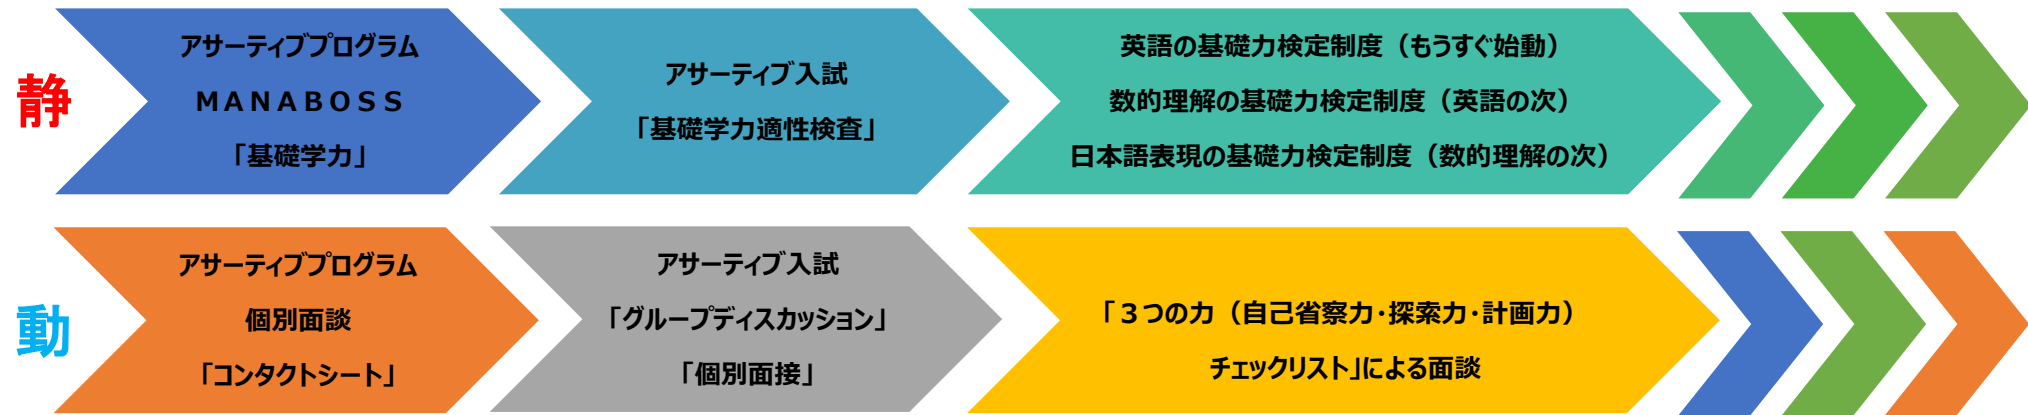 静
アサーティブプログラム
ＭＡＮＡＢＯＳＳ
「基礎学力」
アサーティブ入試
「基礎学力適性検査」
英語の基礎力検定制度（もうすぐ始動）
数的理解の基礎力検定制度（英語の次）
日本語表現の基礎力検定制度（数的理解の次）
動
アサーティブプログラム
個別面談
「コンタクトシート」
アサーティブ入試
「グループディスカッション」
「個別面接」
「３つの力（自己省察力・探索力・計画力）
チェックリスト」による面談